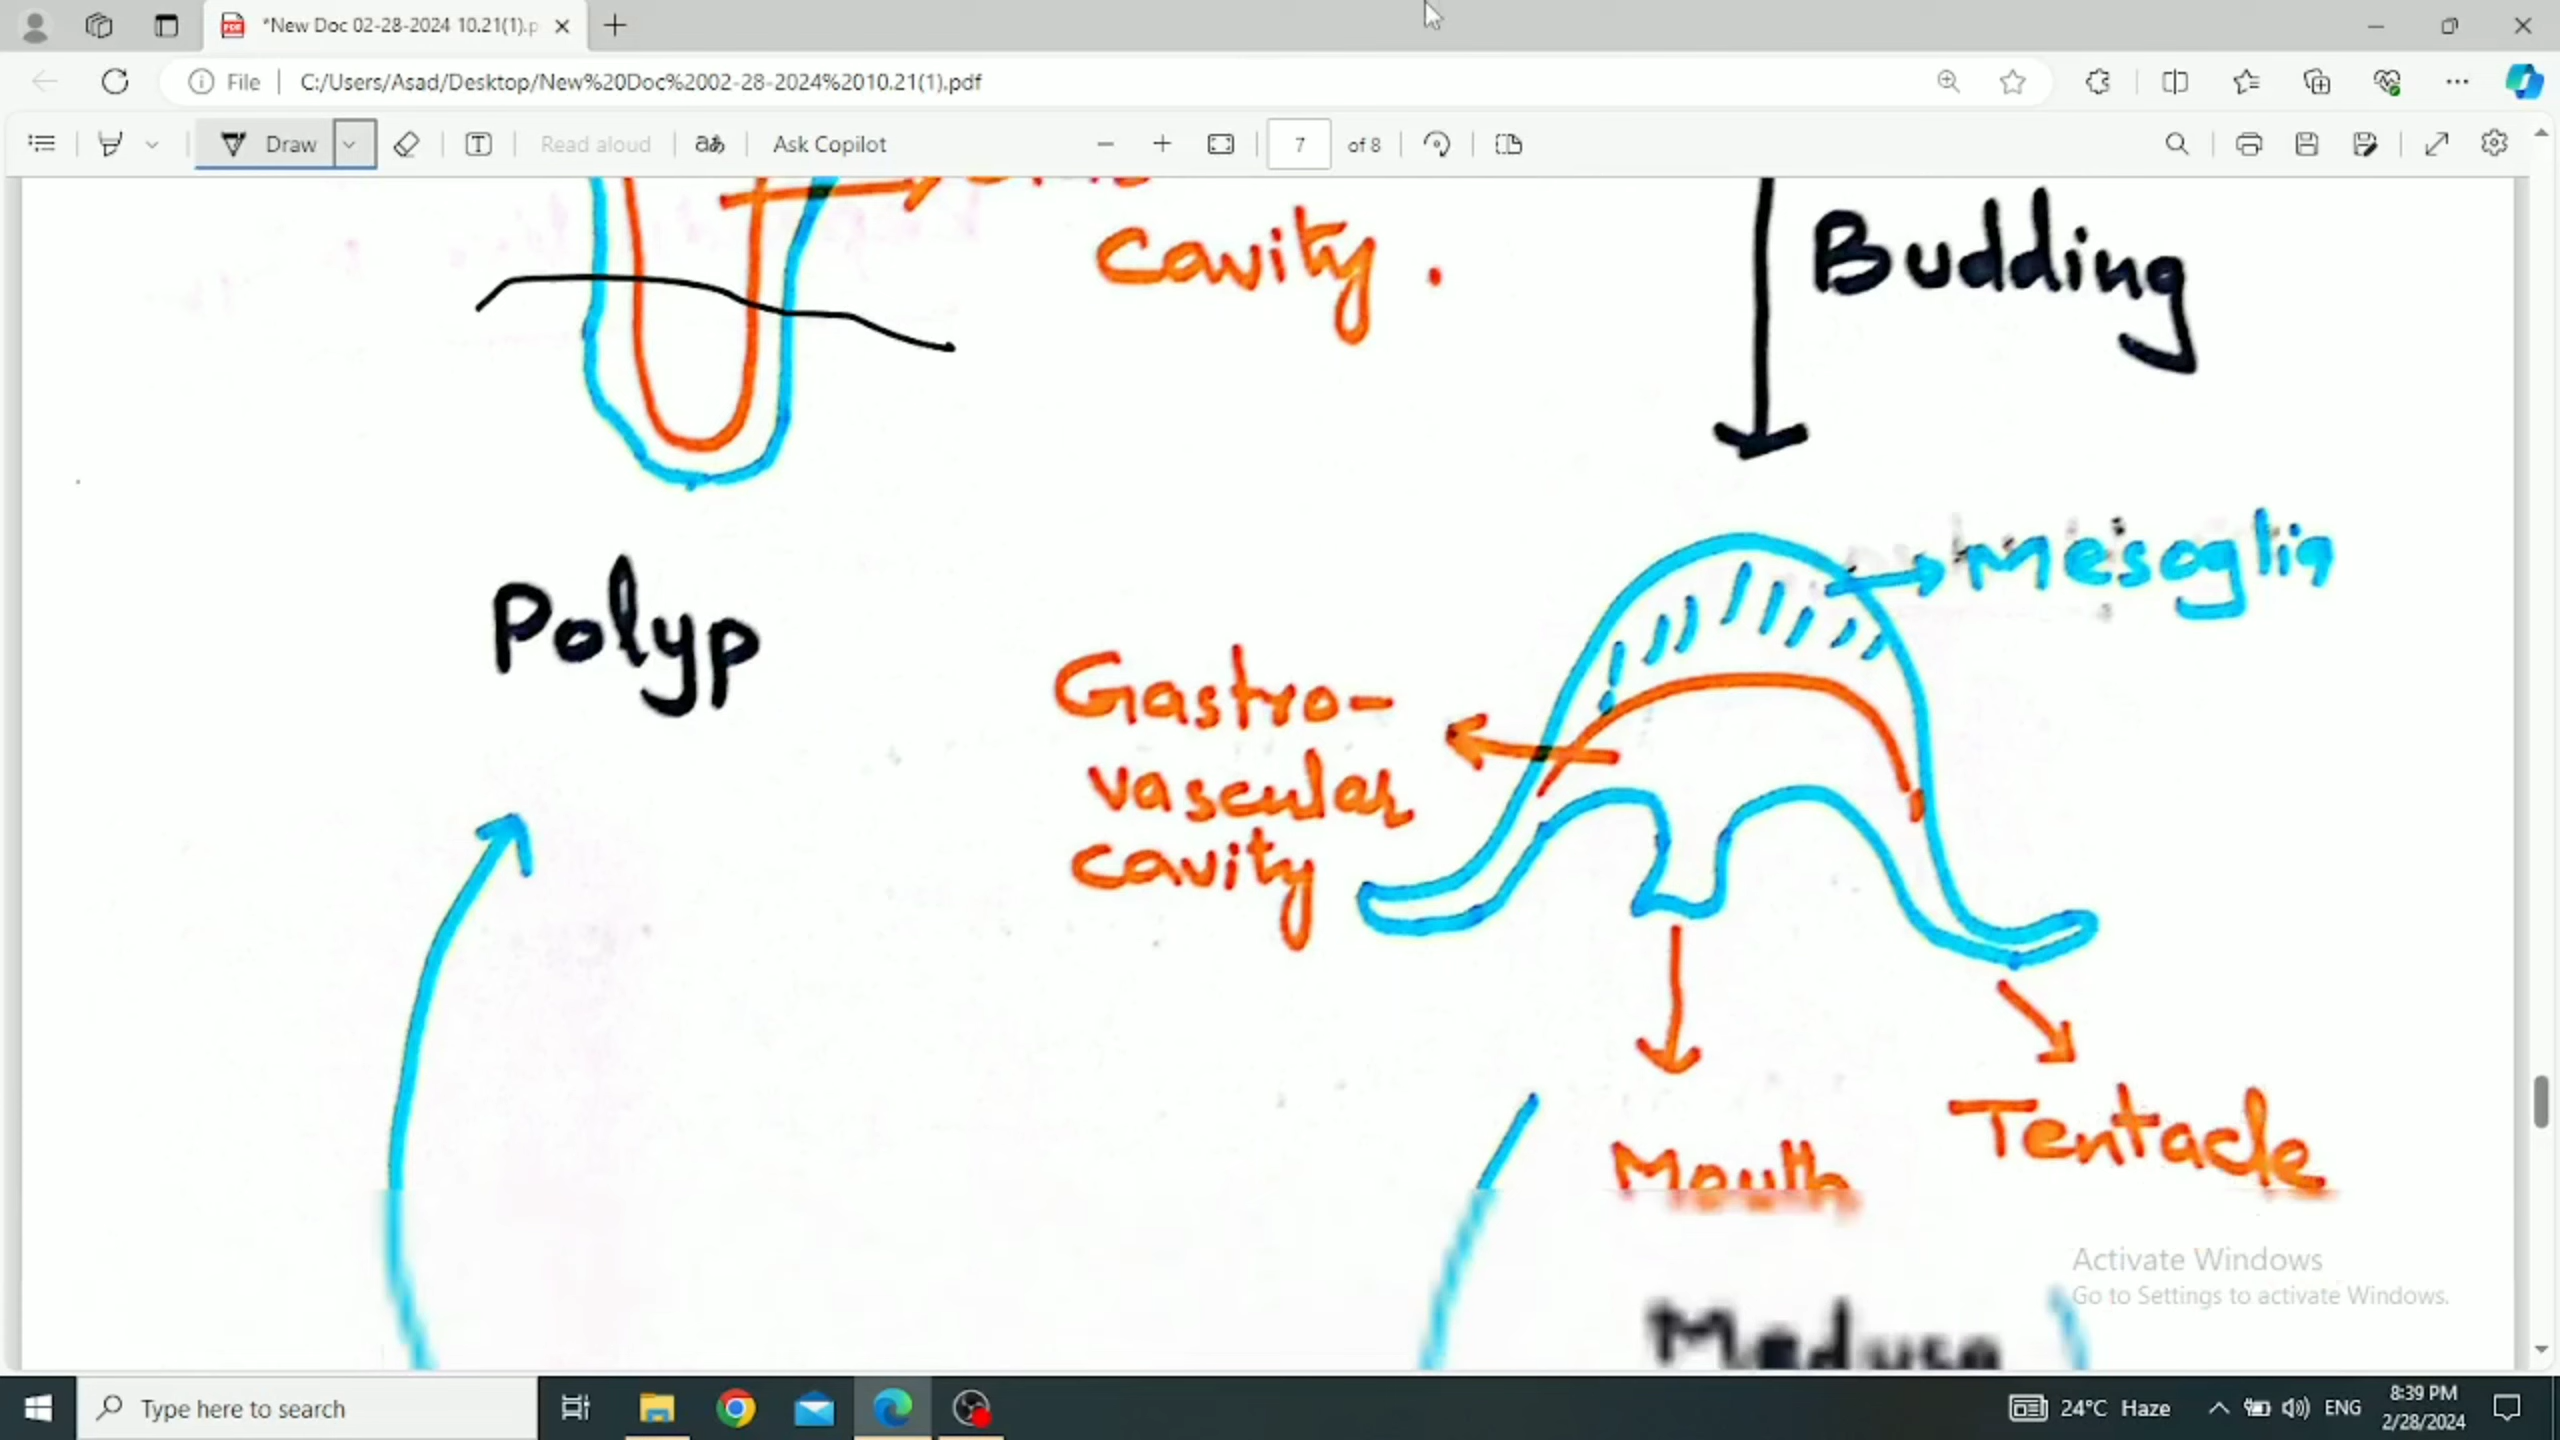 *New Doc 02-28-2024 10.21(1).p
File
C:/Users/Asad/Desktop/New%20Doc%2002-28-2024%2010.21(1).pdf
Draw
Read aloud
aあ
Ask Copilot
7
of 8
cavity.
Budding
Mesoglia
Polyp
Gastro-
vascular
cavity
Tentacle
Mouth
Medusa
Activate Windows
Go to Settings to activate Windows.
Type here to search
24°C Haze
ENG
8:39 PM
2/28/2024